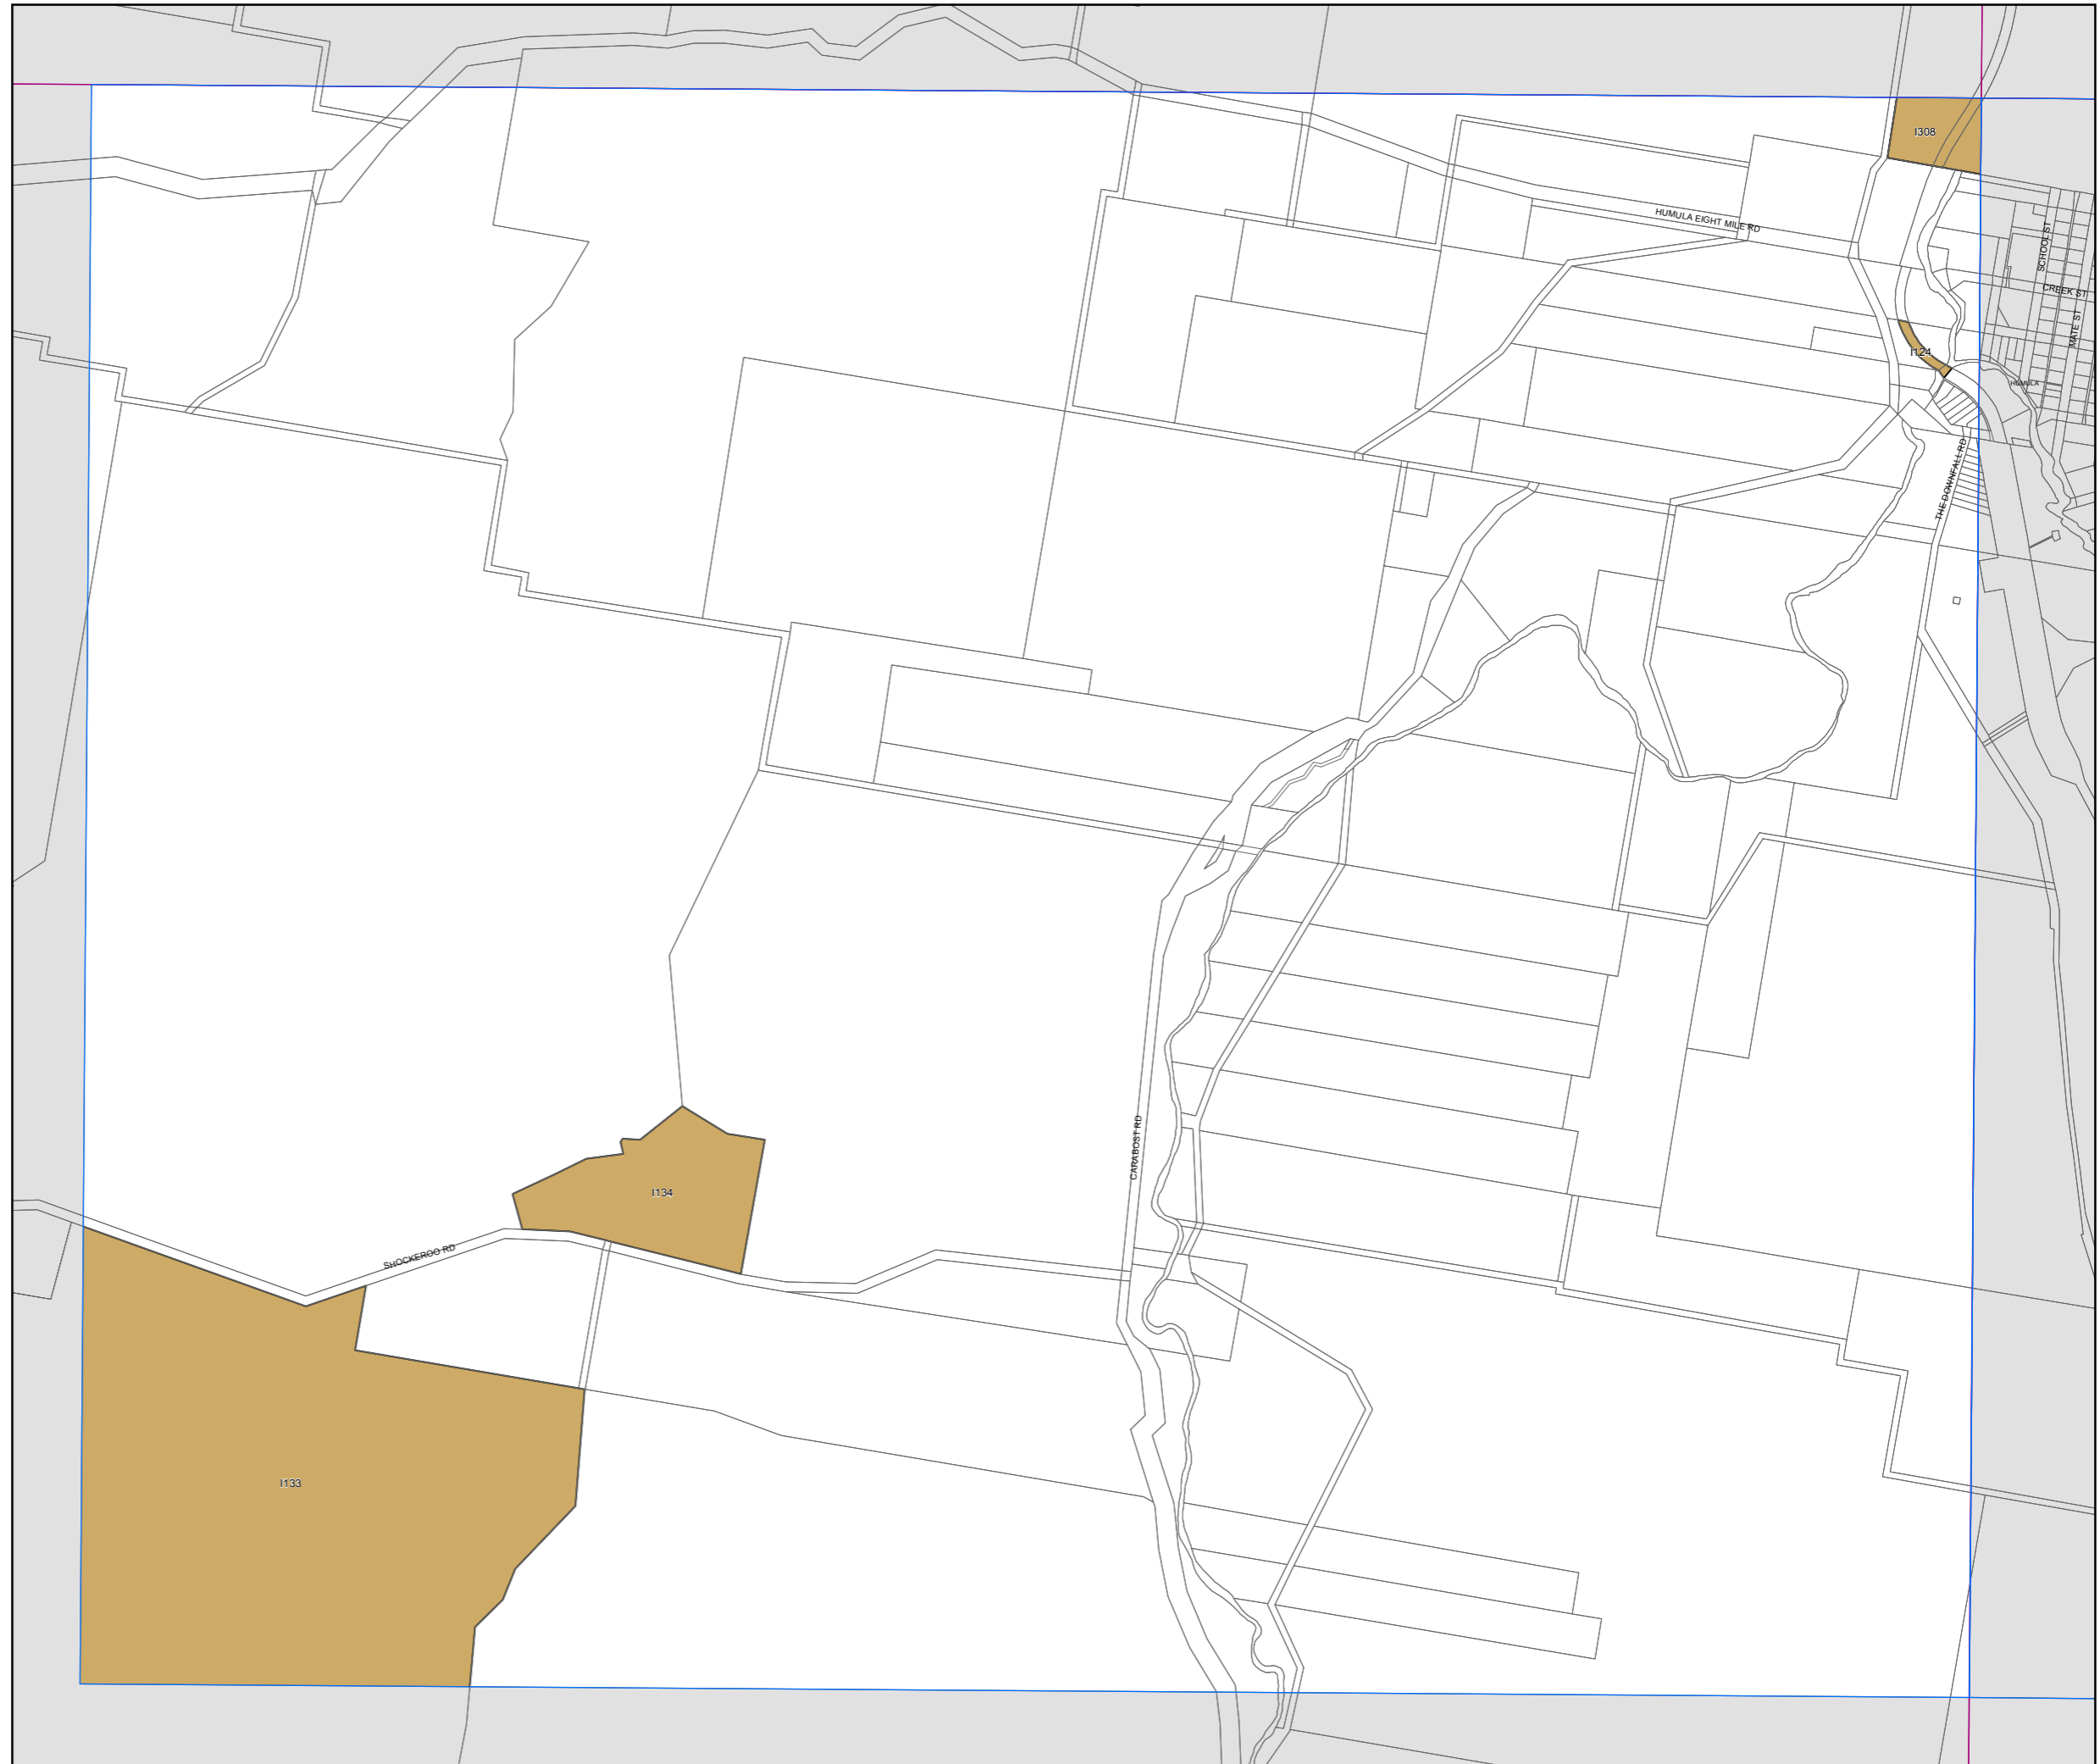 I308
HUMULA EIGHT MILE RD
SCHOOL ST
CREEK ST
MATE ST
I124
HUMULA
THE DOWNFALL RD
CARABOST RD
I134
SHOCKEROO RD
I133